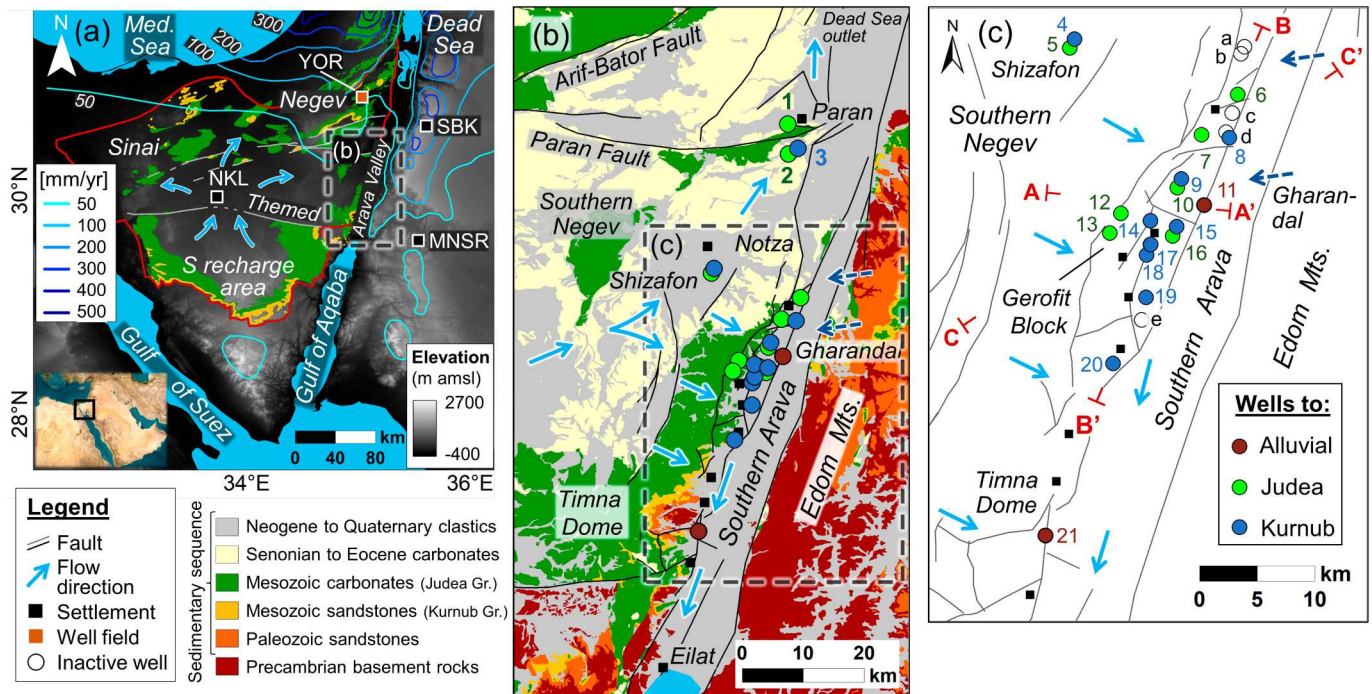 (a)
N
Med.
Sea
300
200
100
300
Dead
Sea
YOR
Negev
50
SBK
Sinai
(b)
[mm/yr]
50
100
200
300
400
500
NKL
Themed
Arava Valley
MNSR
S recharge
area
Gulf of Suez
Gulf of Aqaba
Elevation
(m amsl)
2700
-400
0 40 80
km
30°N
28°N
34°E
36°E
Legend
Fault
Flow
direction
Settlement
Well field
Inactive well
Sedimentary sequence
Neogene to Quaternary clastics
Senonian to Eocene carbonates
Mesozoic carbonates (Judea Gr.)
Mesozoic sandstones (Kurnub Gr.)
Paleozoic sandstones
Precambrian basement rocks
(b)
Dead Sea
outlet
Arif-Bator Fault
1
Paran
Paran Fault
3
2
Southern
Negev
(c)
Notza
Shizafon
Gharandal
Southern Arava
Edom Mts.
Timna
Dome
Eilat
km
0 10 20
(c)
N
4
5
Shizafon
a
b
B
C'
Southern
Negev
6
c
d
7
8
9
10
11
A
A'
Gharan-
dal
12
13
14
15
16
17
18
Gerofit
Block
19
e
C
20
B'
Southern Arava
Edom Mts.
Timna
Dome
21
Wells to:
Alluvial
Judea
Kurnub
km
0 5 10